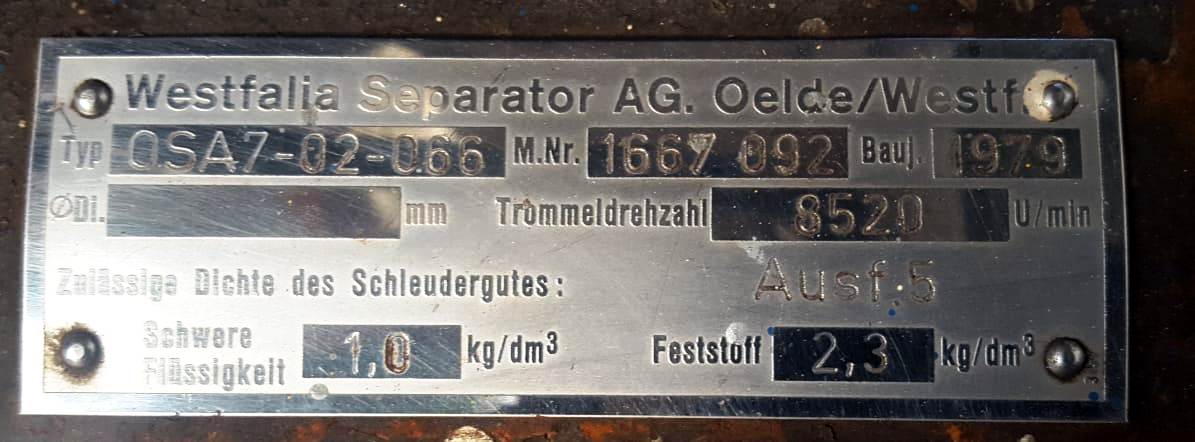 Westfalia Separator AG. Oelde/Westf.
Typ OSA7-02-066 M.Nr. 1667 092 Bauj. 1979
ØDi. mm Trommeldrehzahl 8520 U/min
Zulässige Dichte des Schleudergutes: Ausf. 5
Schwere
Flüssigkeit 1,0 kg/dm³ Feststoff 2,3 kg/dm³